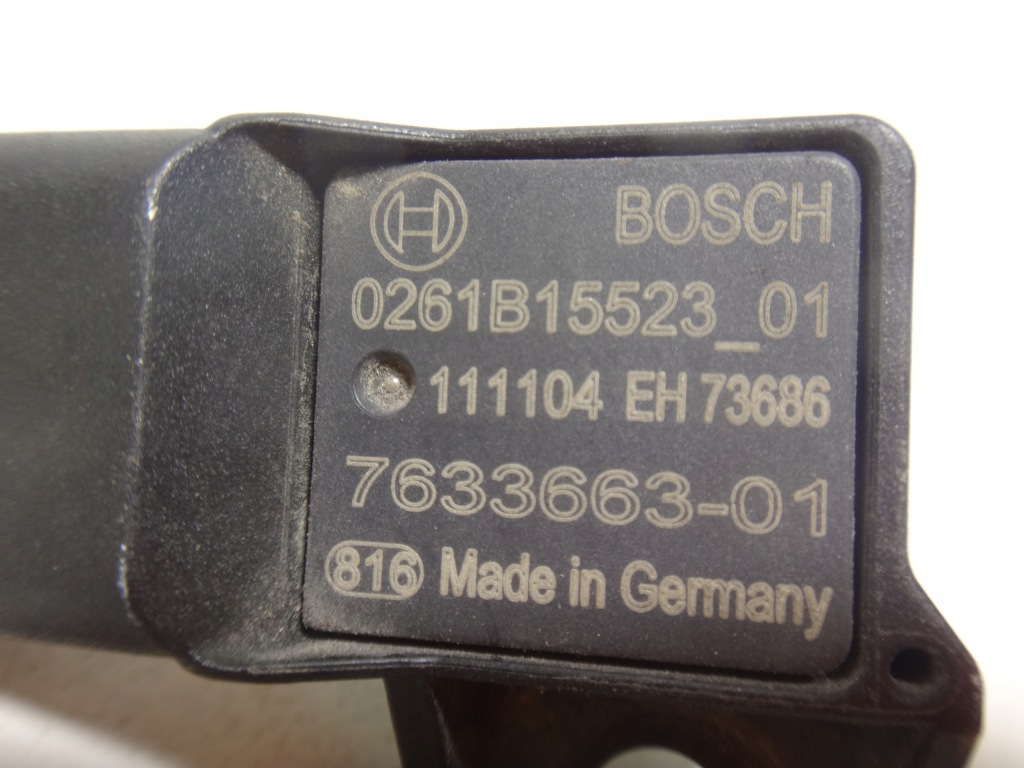 BOSCH
0261B15523_01
111104 EH 73686
7633663-01
816 Made in Germany